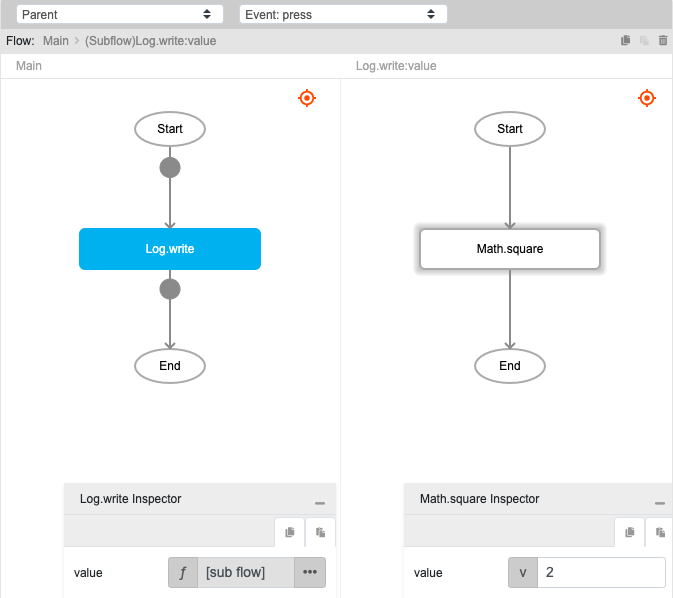 Parent
Event: press
Flow: Main > (Subflow)Log.write:value
Main
Log.write:value
Start
Start
Log.write
Math.square
End
End
Log.write Inspector
Math.square Inspector
value ƒ [sub flow] •••
value v 2